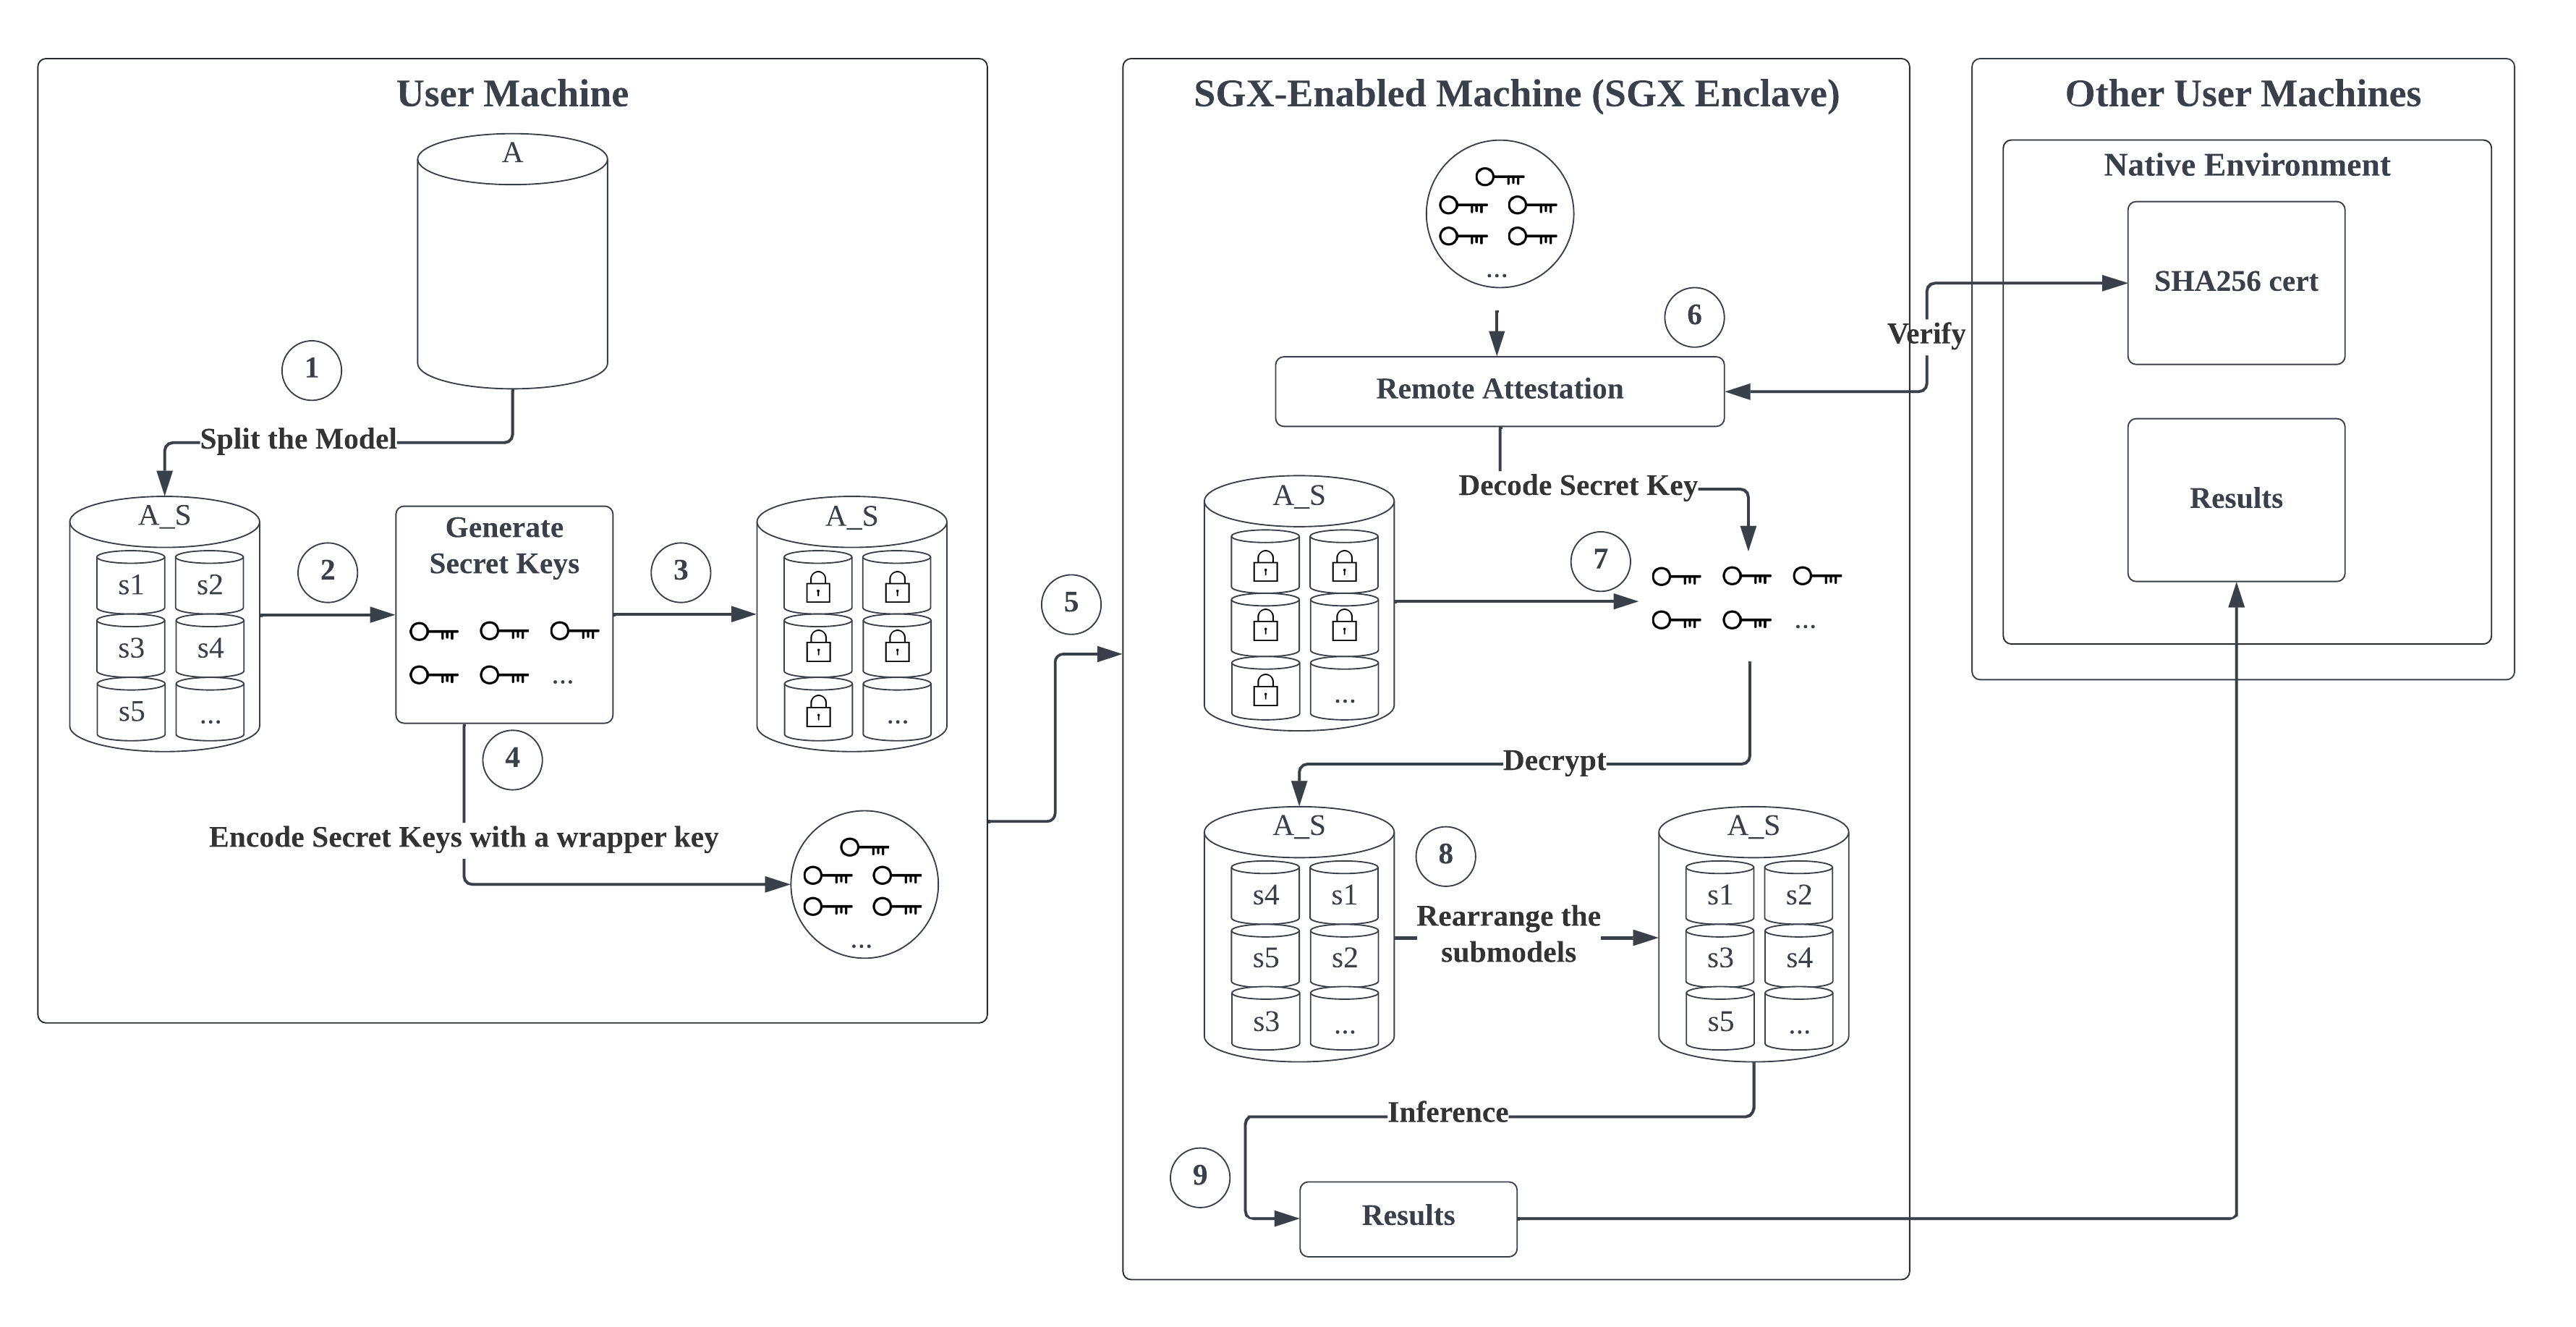 User Machine
A
1
Split the Model
A_S
s1
s2
s3
s4
s5
...
2
Generate
Secret Keys
...
3
A_S
...
4
Encode Secret Keys with a wrapper key
...
5
SGX-Enabled Machine (SGX Enclave)
...
6
Remote Attestation
Verify
Decode Secret Key
A_S
...
7
...
Decrypt
A_S
s4
s1
s5
s2
s3
...
8
Rearrange the
submodels
A_S
s1
s2
s3
s4
s5
...
Inference
9
Results
Other User Machines
Native Environment
SHA256 cert
Results